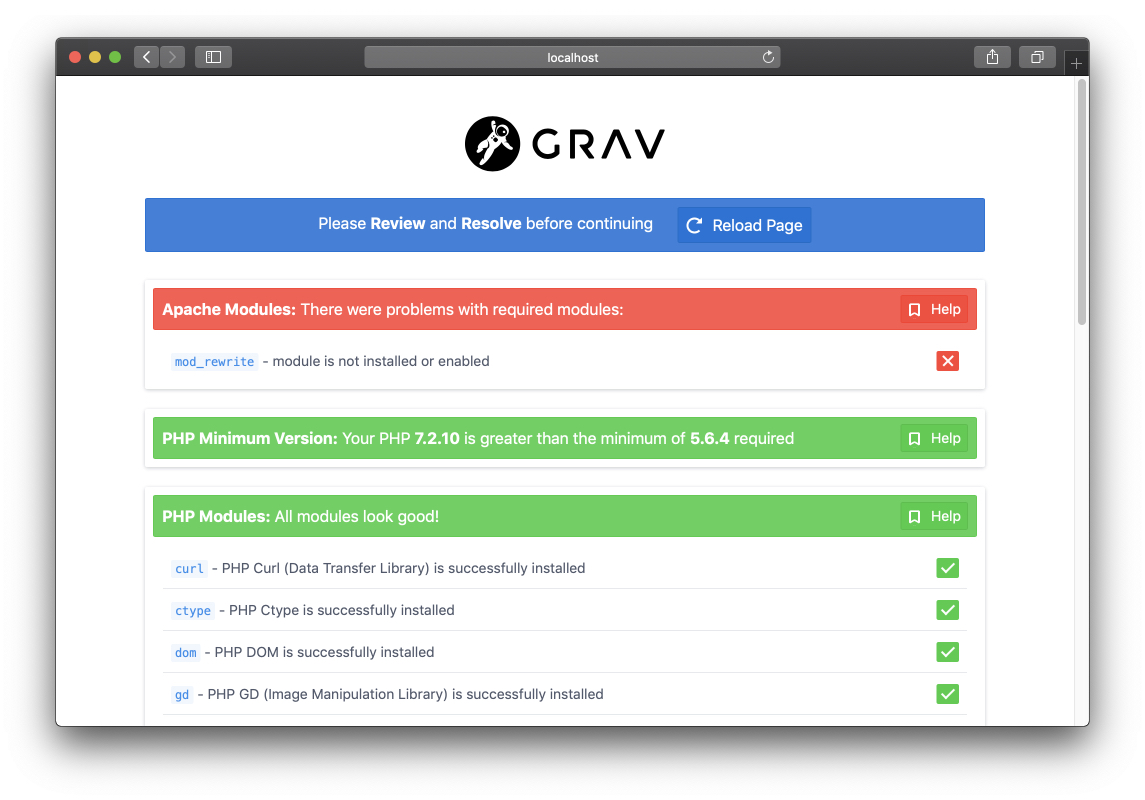 localhost
GRAV
Please Review and Resolve before continuing Reload Page
Apache Modules: There were problems with required modules: Help
mod_rewrite - module is not installed or enabled
PHP Minimum Version: Your PHP 7.2.10 is greater than the minimum of 5.6.4 required Help
PHP Modules: All modules look good! Help
curl - PHP Curl (Data Transfer Library) is successfully installed
ctype - PHP Ctype is successfully installed
dom - PHP DOM is successfully installed
gd - PHP GD (Image Manipulation Library) is successfully installed